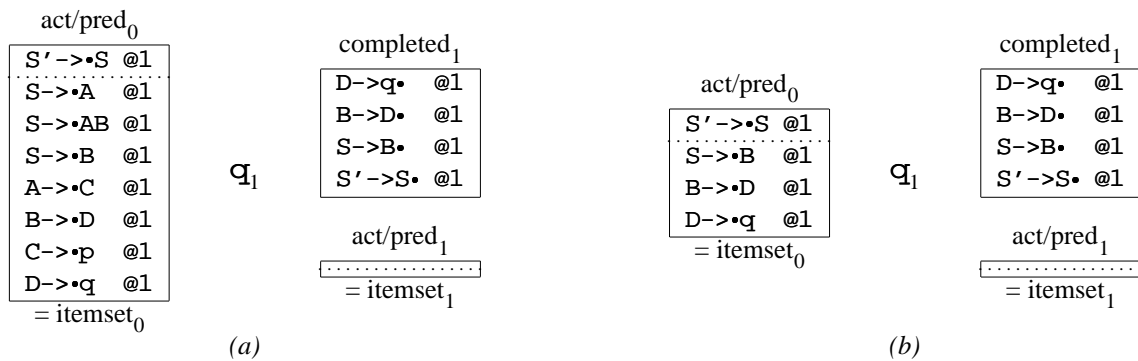 act/pred0
S'->•S @1
S->•A @1
S->•AB @1
S->•B @1
A->•C @1
B->•D @1
C->•p @1
D->•q @1
= itemset0
q1
completed1
D->q• @1
B->D• @1
S->B• @1
S'->S• @1
act/pred1
= itemset1
(a)
act/pred0
S'->•S @1
S->•B @1
B->•D @1
D->•q @1
= itemset0
q1
completed1
D->q• @1
B->D• @1
S->B• @1
S'->S• @1
act/pred1
= itemset1
(b)